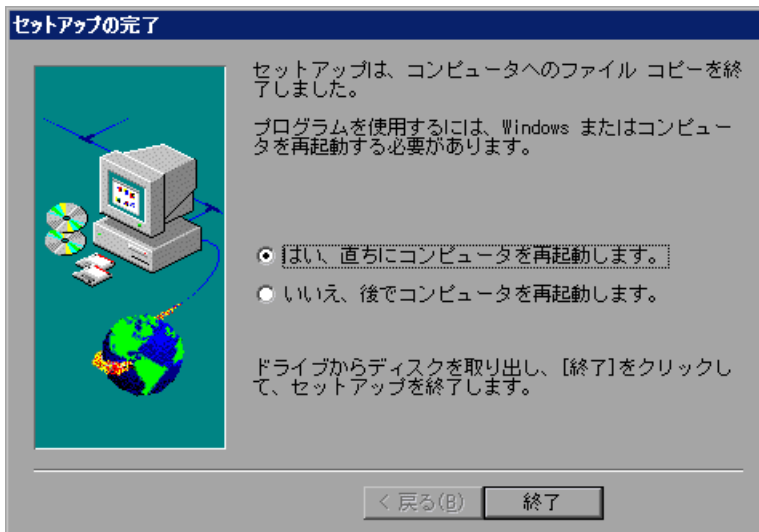 セットアップの完了
セットアップは、コンピュータへのファイル コピーを終
了しました。
プログラムを使用するには、Windows またはコンピュー
タを再起動する必要があります。
はい、直ちにコンピュータを再起動します。
いいえ、後でコンピュータを再起動します。
ドライブからディスクを取り出し、[終了]をクリックし
て、セットアップを終了します。
< 戻る(B)
終了